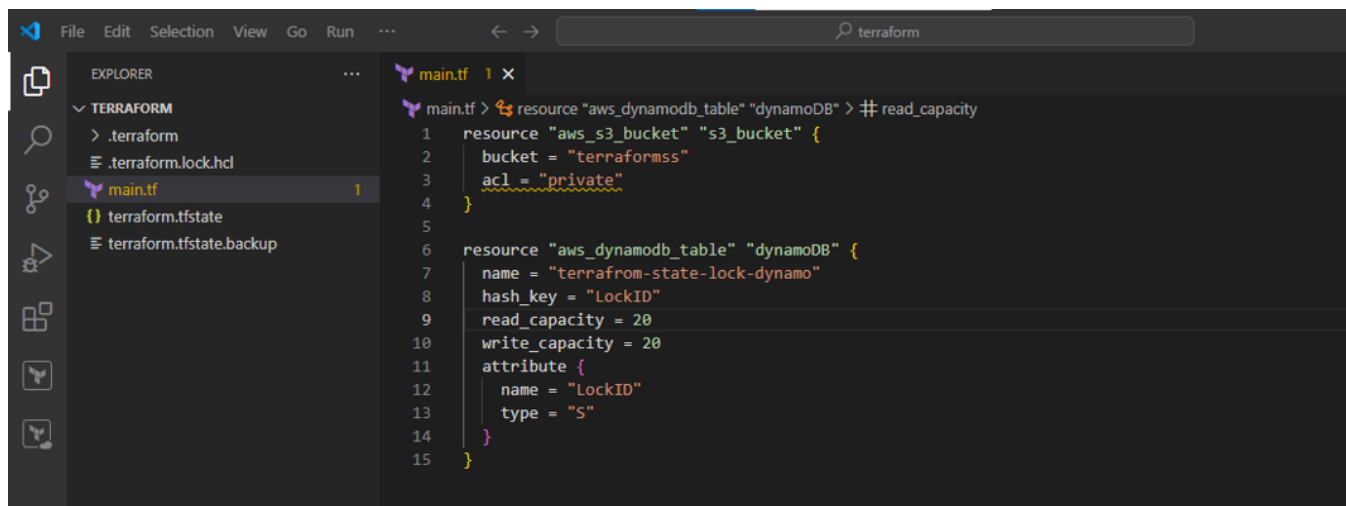 File Edit Selection View Go Run ··· ← → terraform
EXPLORER ···
TERRAFORM
.terraform
.terraform.lock.hcl
main.tf 1
{} terraform.tfstate
terraform.tfstate.backup
main.tf 1 ×
main.tf > resource "aws_dynamodb_table" "dynamoDB" > # read_capacity
1 resource "aws_s3_bucket" "s3_bucket" {
2 bucket = "terraformss"
3 acl = "private"
4 }
5
6 resource "aws_dynamodb_table" "dynamoDB" {
7 name = "terrafrom-state-lock-dynamo"
8 hash_key = "LockID"
9 read_capacity = 20
10 write_capacity = 20
11 attribute {
12 name = "LockID"
13 type = "S"
14 }
15 }